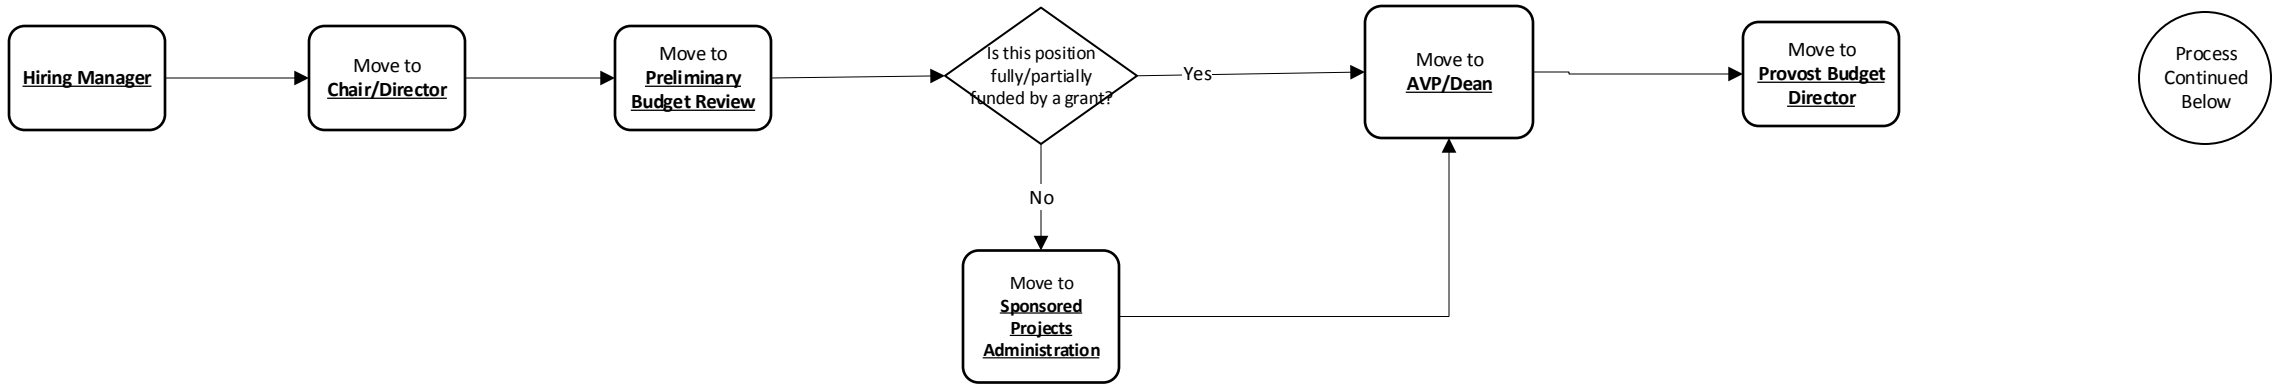 Hiring Manager
Move to
Chair/Director
Move to
Preliminary
Budget Review
Is this position
fully/partially
funded by a grant?
Yes
Move to
AVP/Dean
Move to
Provost Budget
Director
Process
Continued
Below
No
Move to
Sponsored
Projects
Administration